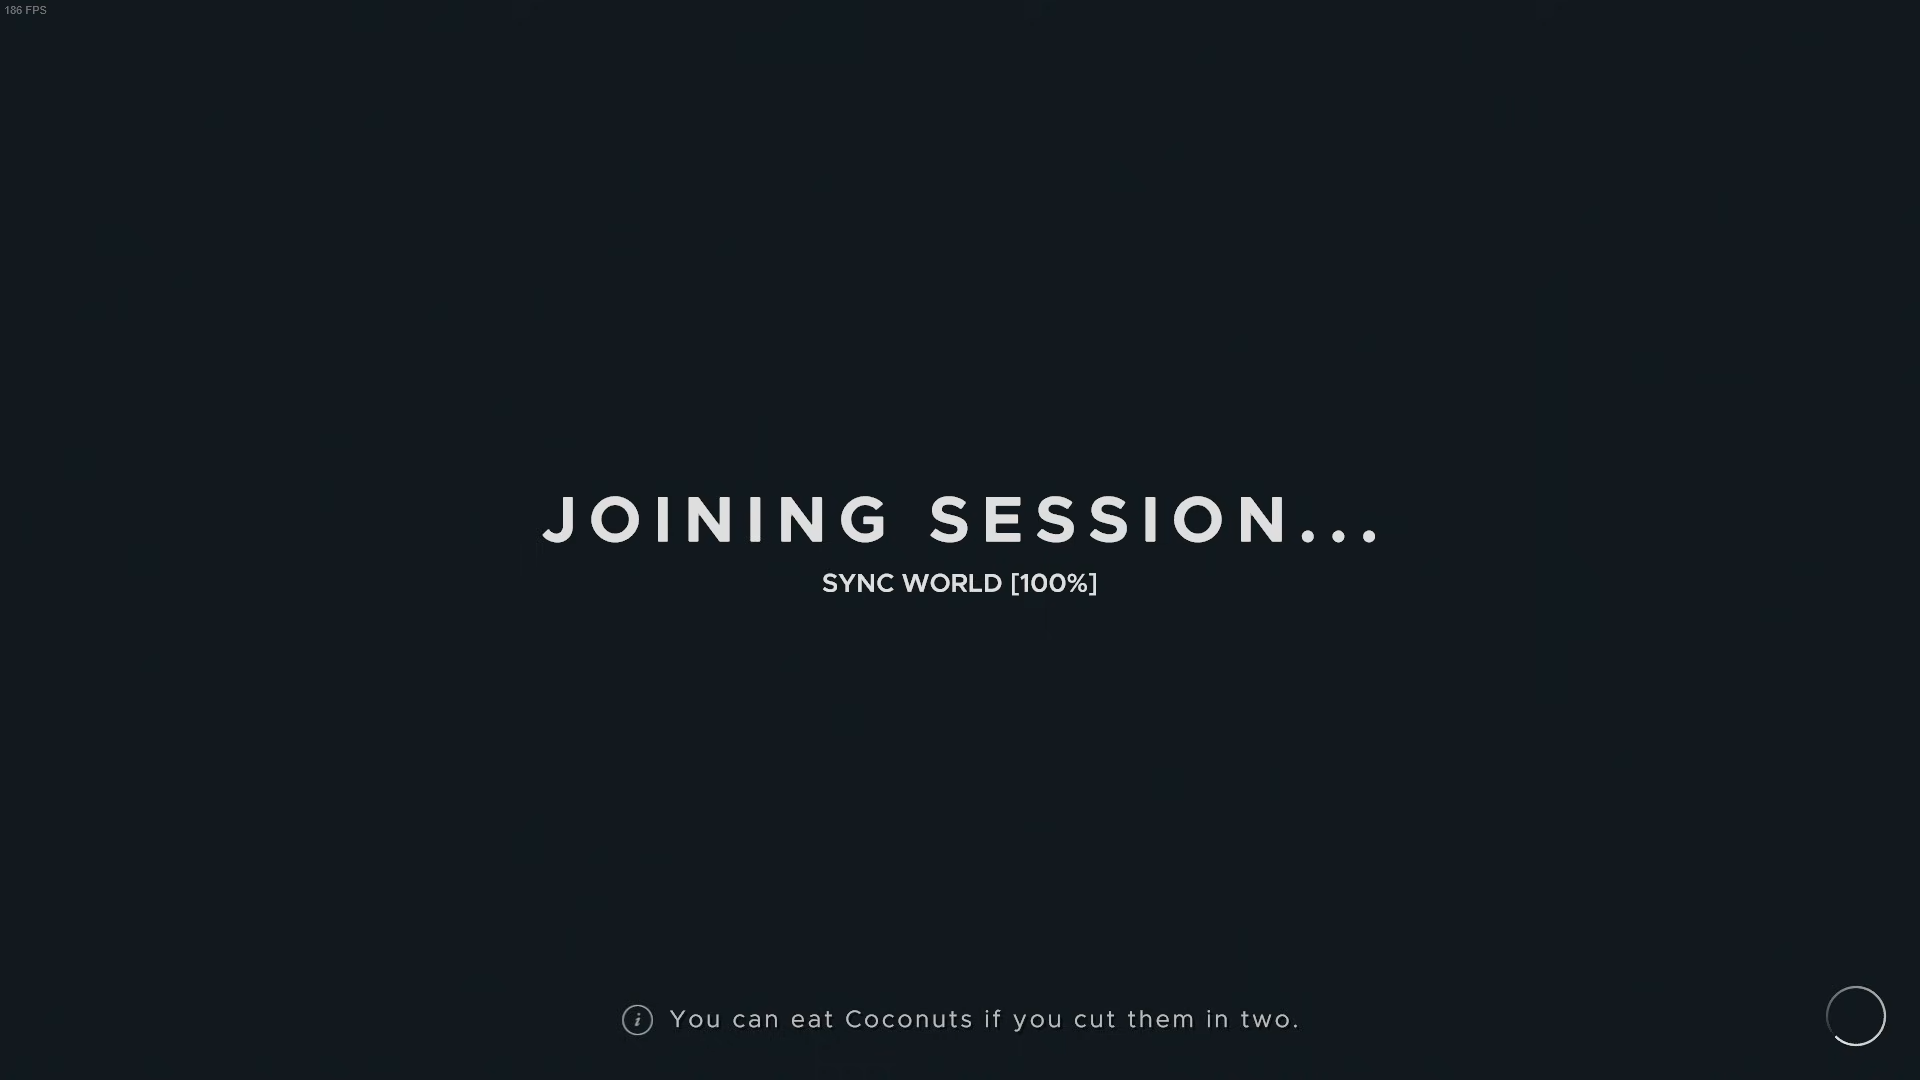 186 FPS
JOINING SESSION...
SYNC WORLD [100%]
i You can eat Coconuts if you cut them in two.